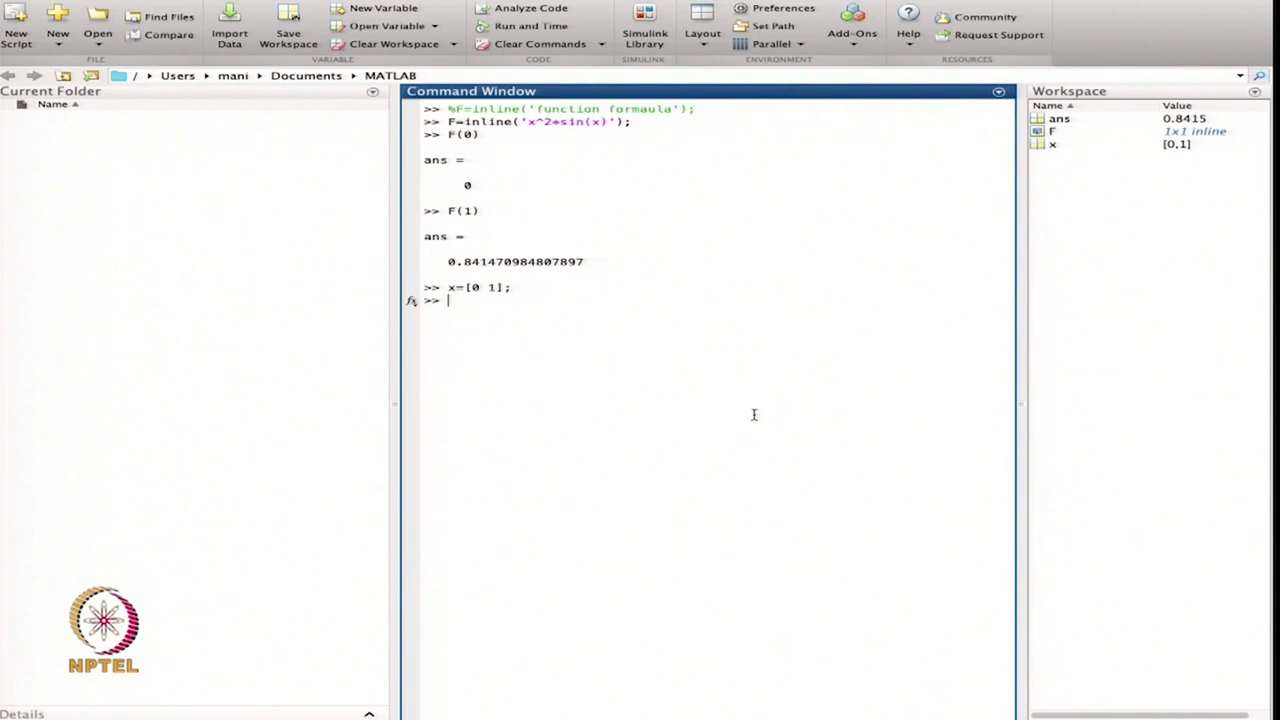 New Script
New
Open
Find Files
Compare
Import Data
Save Workspace
New Variable
Open Variable
Clear Workspace
Analyze Code
Run and Time
Clear Commands
Simulink Library
Layout
Preferences
Set Path
Parallel
Add-Ons
Help
Community
Request Support
FILE
VARIABLE
CODE
SIMULINK
ENVIRONMENT
RESOURCES
/ Users mani Documents MATLAB
Current Folder
Name
Command Window
>> %F=inline('function formaula');
>> F=inline('x^2*sin(x)');
>> F(0)
ans =
0
>> F(1)
ans =
0.841470984807897
>> x=[0 1];
fx >>
Workspace
Name Value
ans 0.8415
F 1x1 inline
x [0,1]
NPTEL
Details